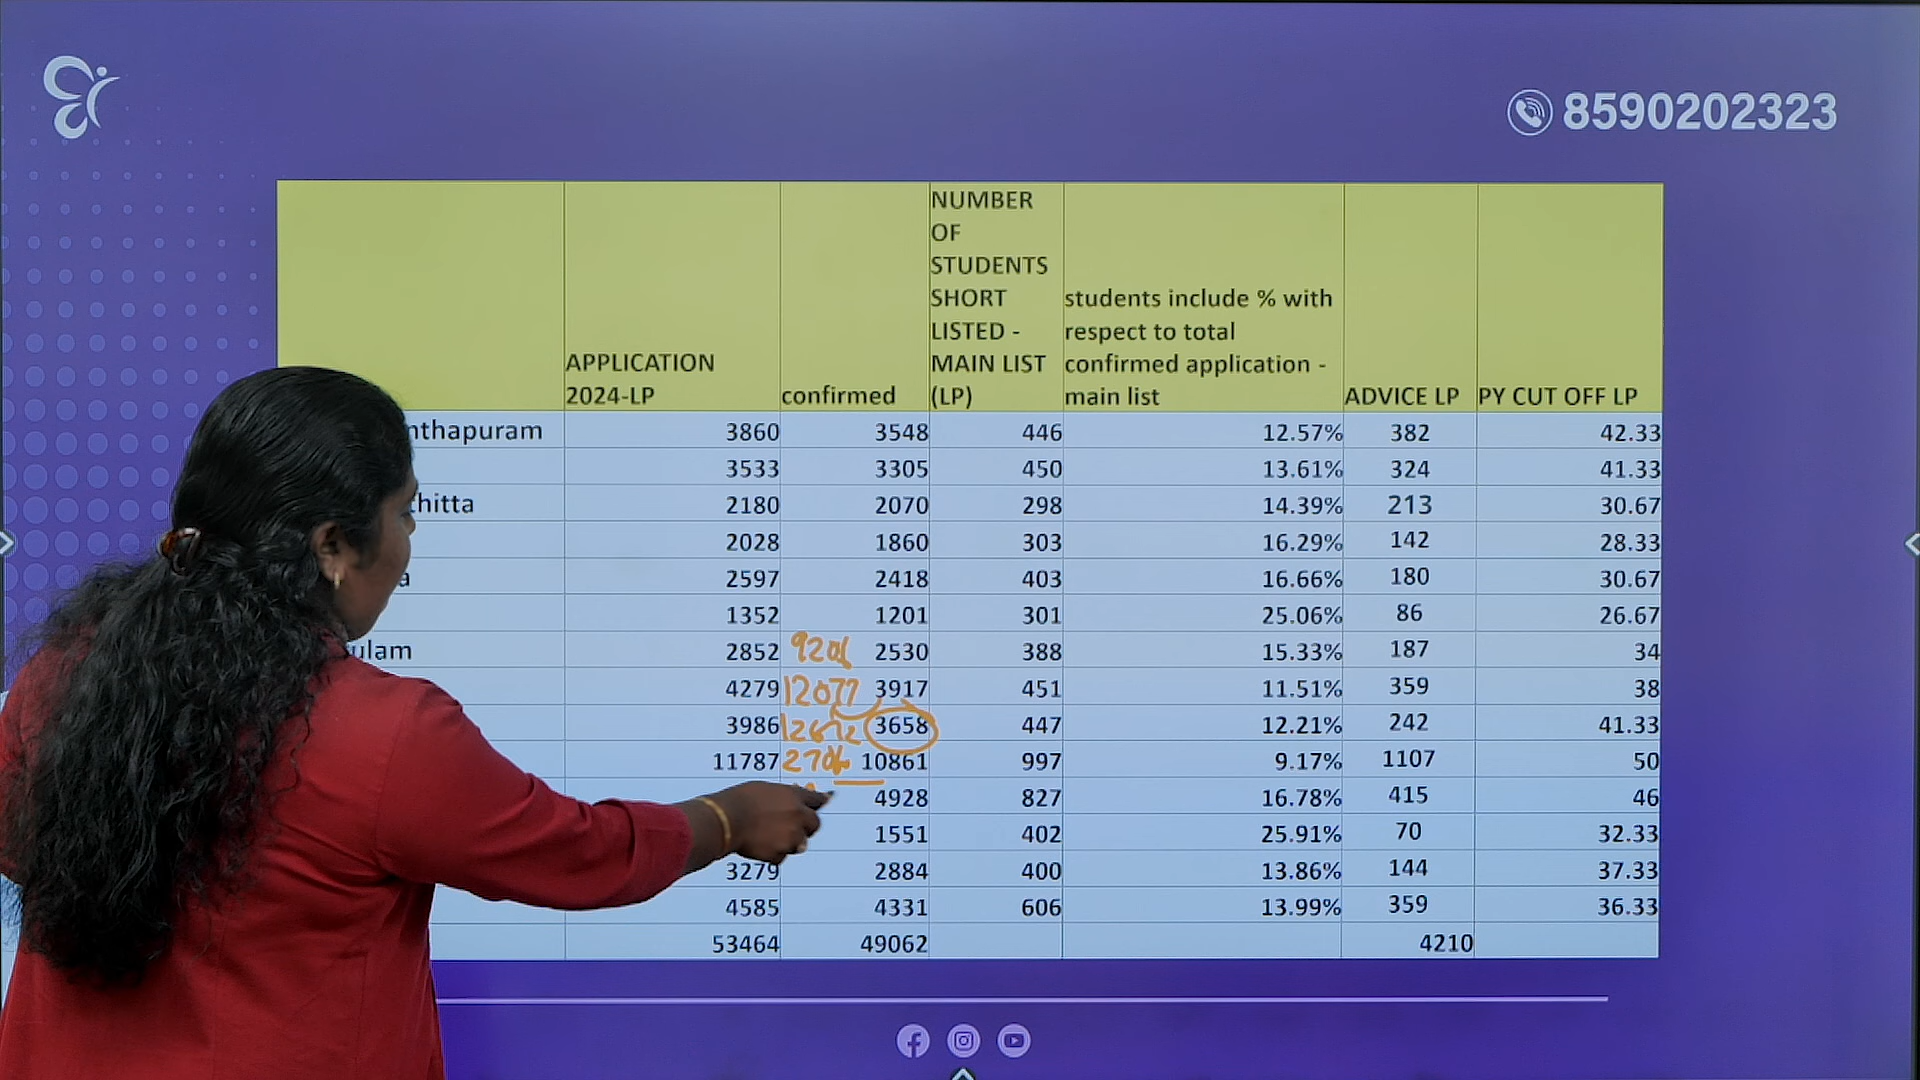 8590202323
NUMBER
OF
STUDENTS
SHORT
LISTED -
MAIN LIST
(LP)
students include % with
respect to total
confirmed application -
main list
APPLICATION
2024-LP
confirmed
ADVICE LP
PY CUT OFF LP
nthapuram 3860 3548 446 12.57% 382 42.33
3533 3305 450 13.61% 324 41.33
hitta 2180 2070 298 14.39% 213 30.67
2028 1860 303 16.29% 142 28.33
a 2597 2418 403 16.66% 180 30.67
1352 1201 301 25.06% 86 26.67
ulam 2852 2530 388 15.33% 187 34
4279 12077 3917 451 11.51% 359 38
3986 3658 447 12.21% 242 41.33
11787 10861 997 9.17% 1107 50
4928 827 16.78% 415 46
1551 402 25.91% 70 32.33
3279 2884 400 13.86% 144 37.33
4585 4331 606 13.99% 359 36.33
53464 49062 4210